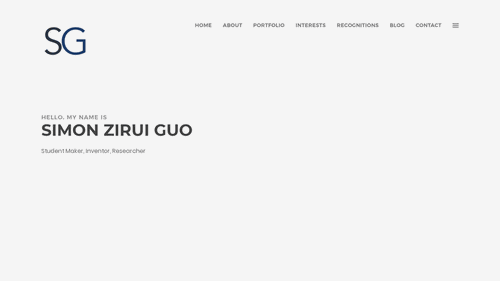 SG
HOME ABOUT PORTFOLIO INTERESTS RECOGNITIONS BLOG CONTACT
HELLO, MY NAME IS
SIMON ZIRUI GUO
Student Maker, Inventor, Researcher